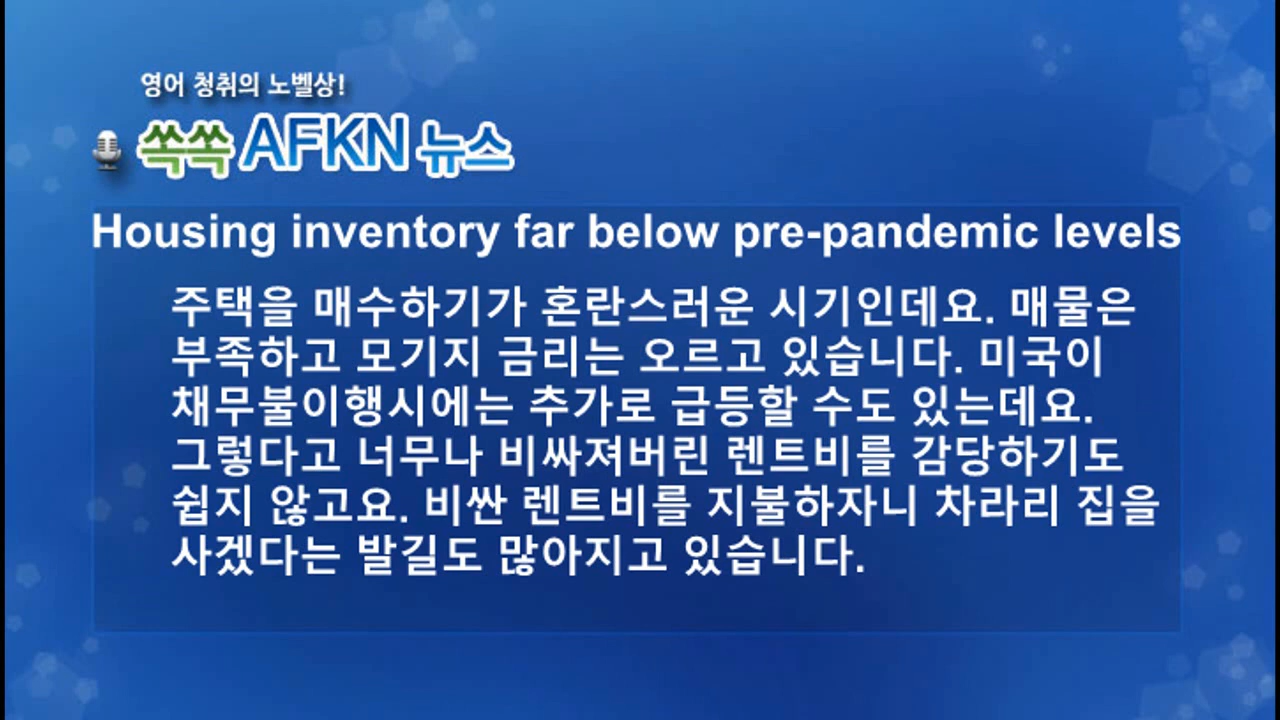 영어 청취의 노벨상!
쏙쏙 AFKN 뉴스
Housing inventory far below pre-pandemic levels
주택을 매수하기가 혼란스러운 시기인데요. 매물은
부족하고 모기지 금리는 오르고 있습니다. 미국이
채무불이행시에는 추가로 급등할 수도 있는데요.
그렇다고 너무나 비싸져버린 렌트비를 감당하기도
쉽지 않고요. 비싼 렌트비를 지불하자니 차라리 집을
사겠다는 발길도 많아지고 있습니다.